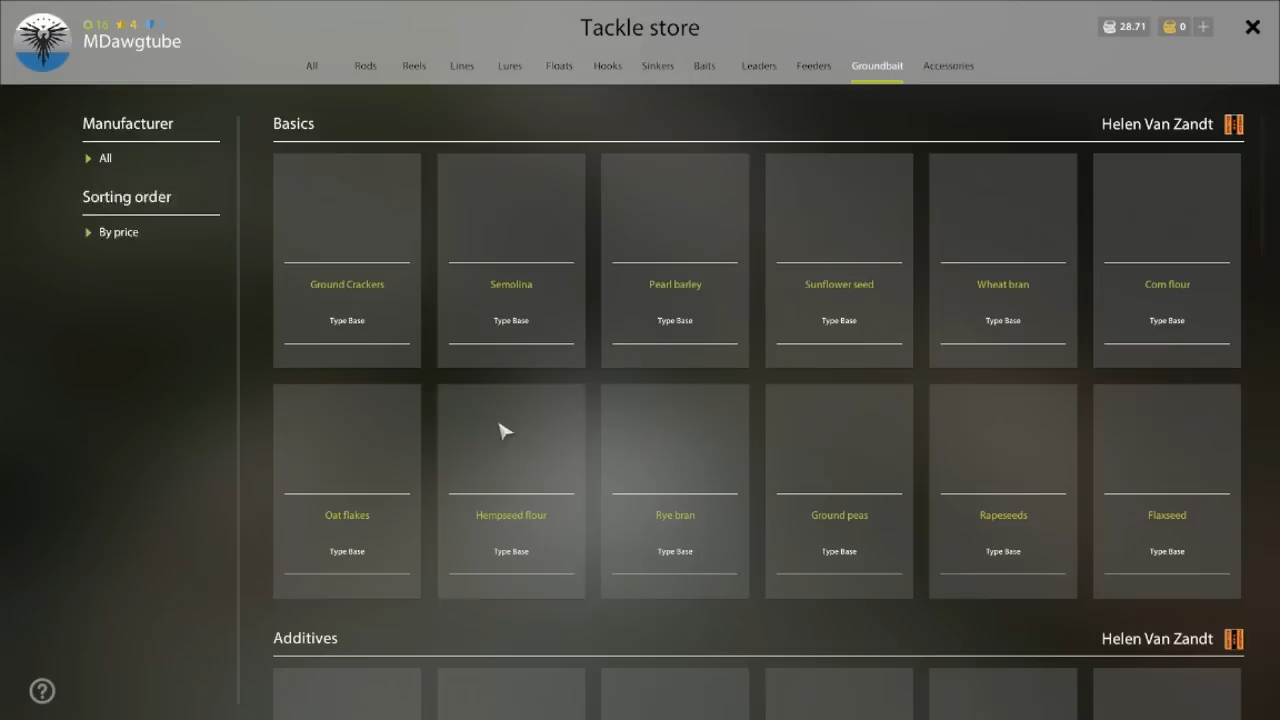 16 4
MDawgtube
Tackle store
28.71 0 +
All Rods Reels Lines Lures Floats Hooks Sinkers Baits Leaders Feeders Groundbait Accessories
Manufacturer
All
Sorting order
By price
Basics Helen Van Zandt
Ground Crackers Semolina Pearl barley Sunflower seed Wheat bran Corn flour
Type Base Type Base Type Base Type Base Type Base Type Base
Oat flakes Hempseed flour Rye bran Ground peas Rapeseeds Flaxseed
Type Base Type Base Type Base Type Base Type Base Type Base
Additives Helen Van Zandt
?